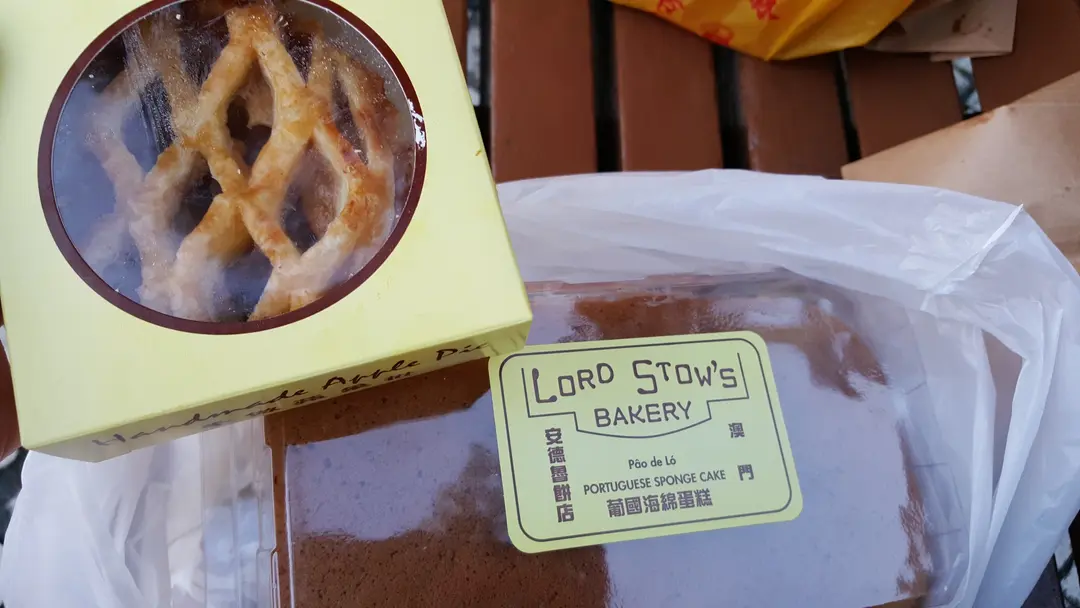 Handmade Apple Pie
LORD STOW'S
BAKERY
安德魯餅店
澳門
Pão de Ló
PORTUGUESE SPONGE CAKE
葡國海綿蛋糕